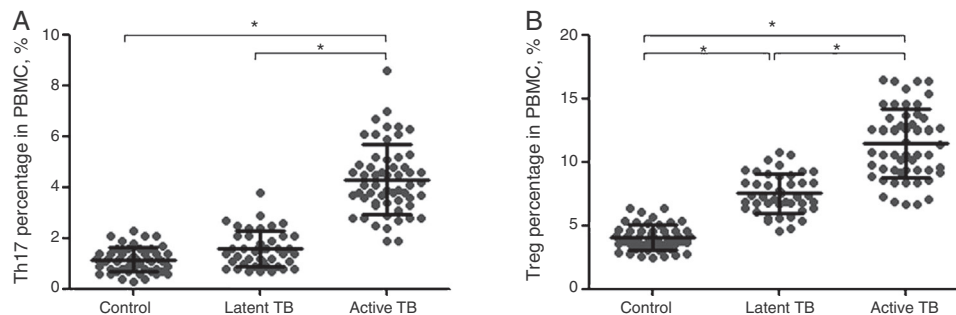 A
Th17 percentage in PBMC, %
10
8
6
4
2
0
*
*
Control
Latent TB
Active TB
B
Treg percentage in PBMC, %
20
15
10
5
0
*
*
*
Control
Latent TB
Active TB